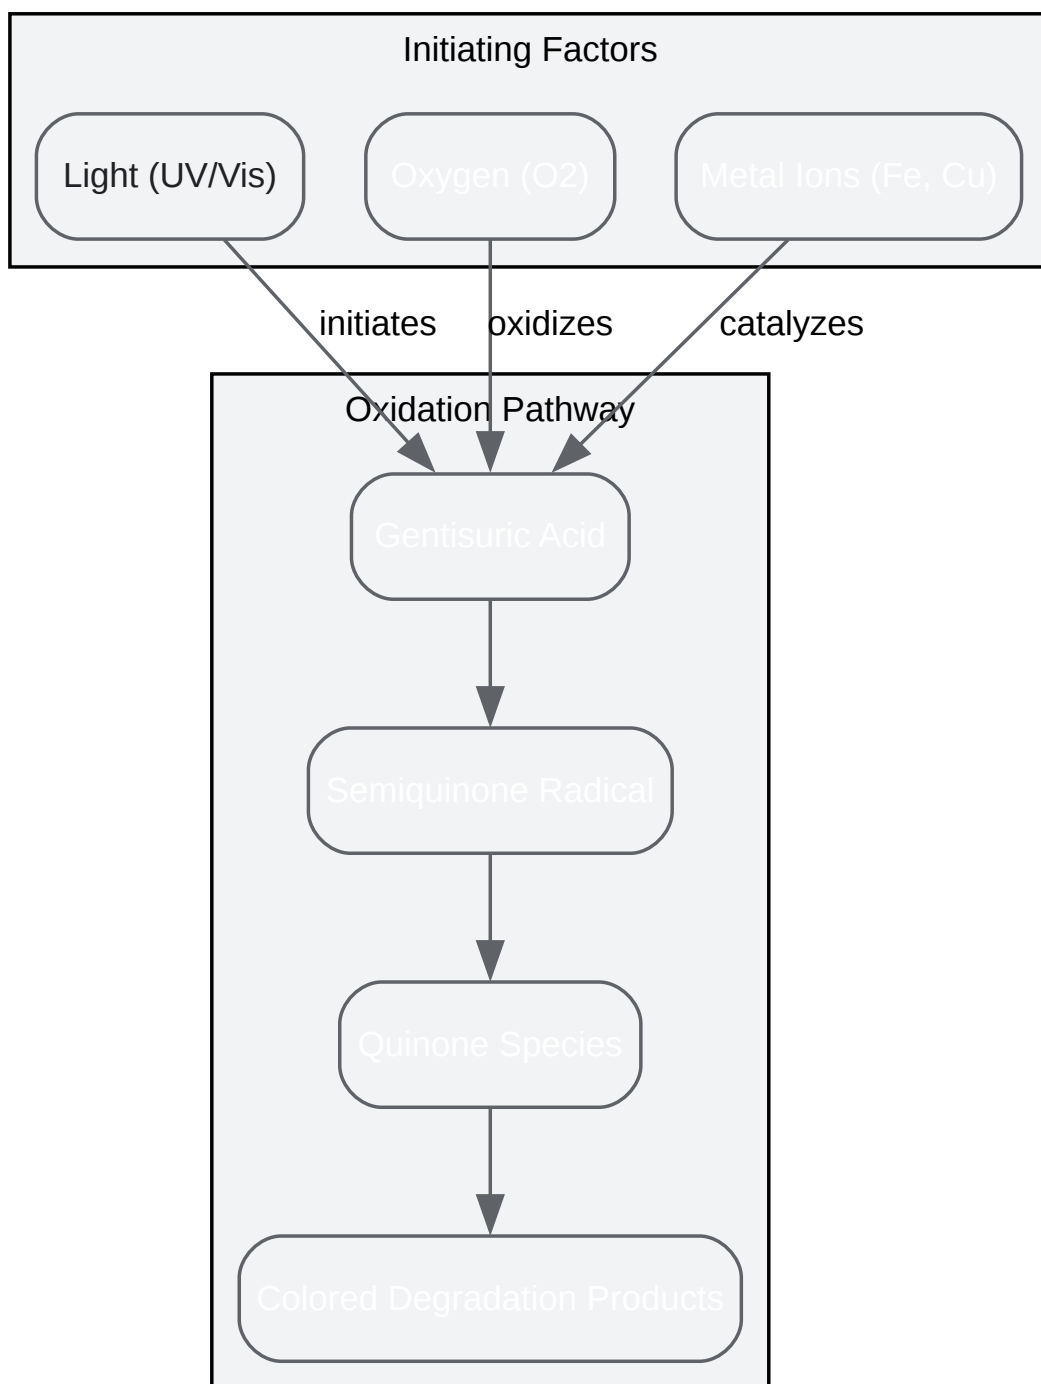 Initiating Factors
Light (UV/Vis)
Oxygen (O2)
Metal Ions (Fe, Cu)
initiates
oxidizes
catalyzes
Oxidation Pathway
Gentisuric Acid
Semiquinone Radical
Quinone Species
Colored Degradation Products